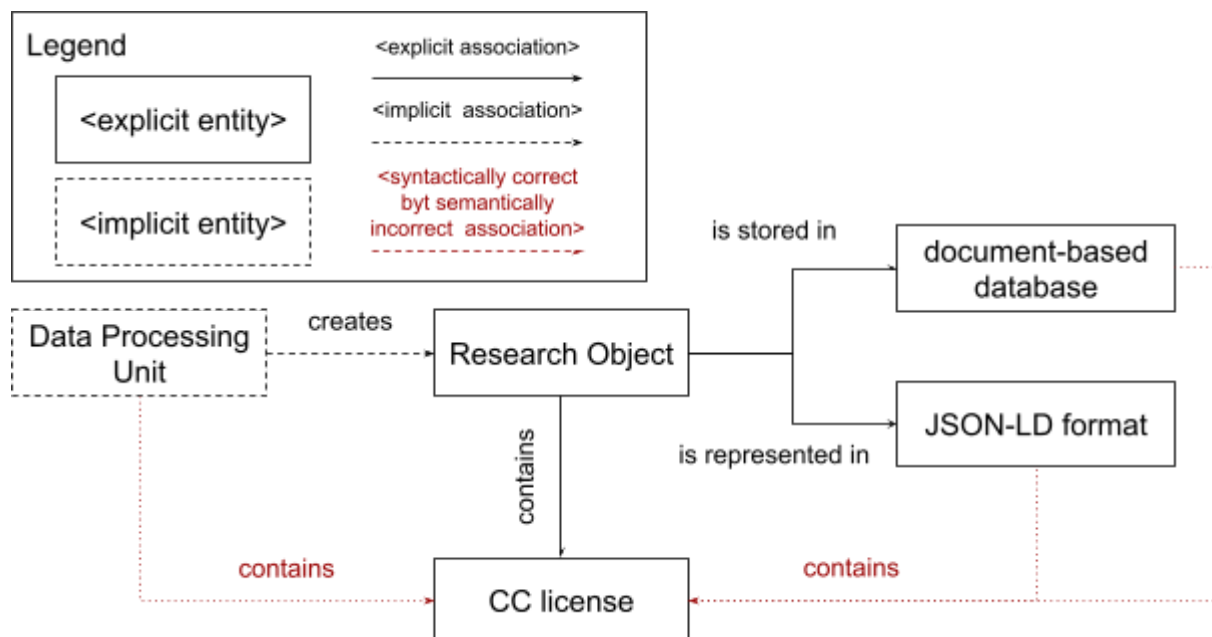 Legend
<explicit entity>
<implicit entity>
<explicit association>
<implicit association>
<syntactically correct
byt semantically
incorrect association>
is stored in
document-based
database
Data Processing
Unit
creates
Research Object
contains
is represented in
JSON-LD format
contains
contains
CC license